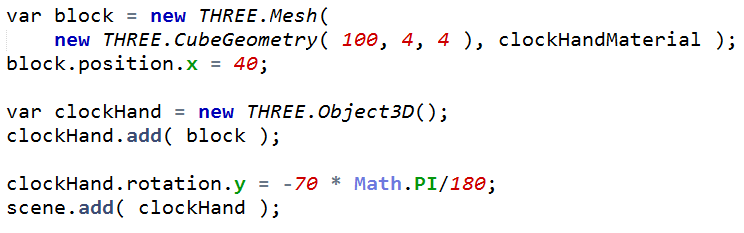 var block = new THREE.Mesh(
    new THREE.CubeGeometry( 100, 4, 4 ), clockHandMaterial );
block.position.x = 40;

var clockHand = new THREE.Object3D();
clockHand.add( block );

clockHand.rotation.y = -70 * Math.PI/180;
scene.add( clockHand );